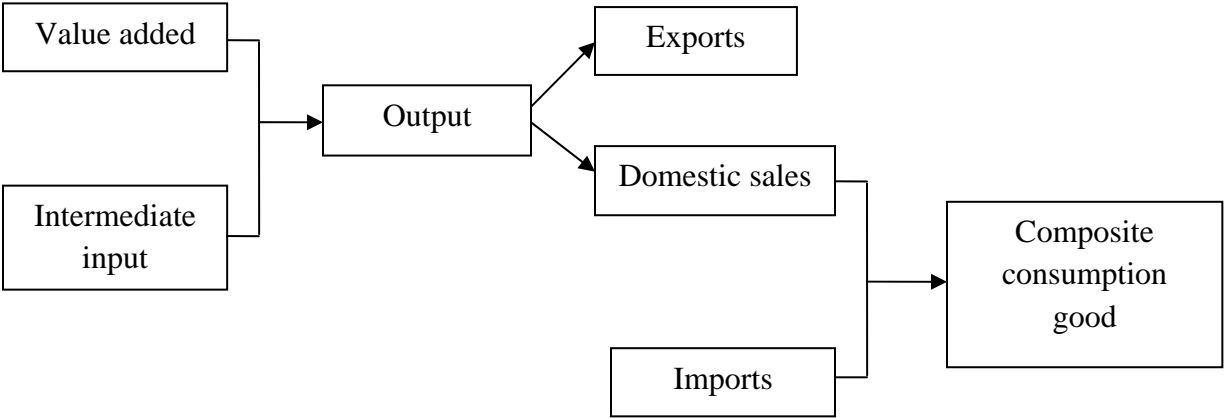 Value added
Intermediate
input
Output
Exports
Domestic sales
Imports
Composite
consumption
good